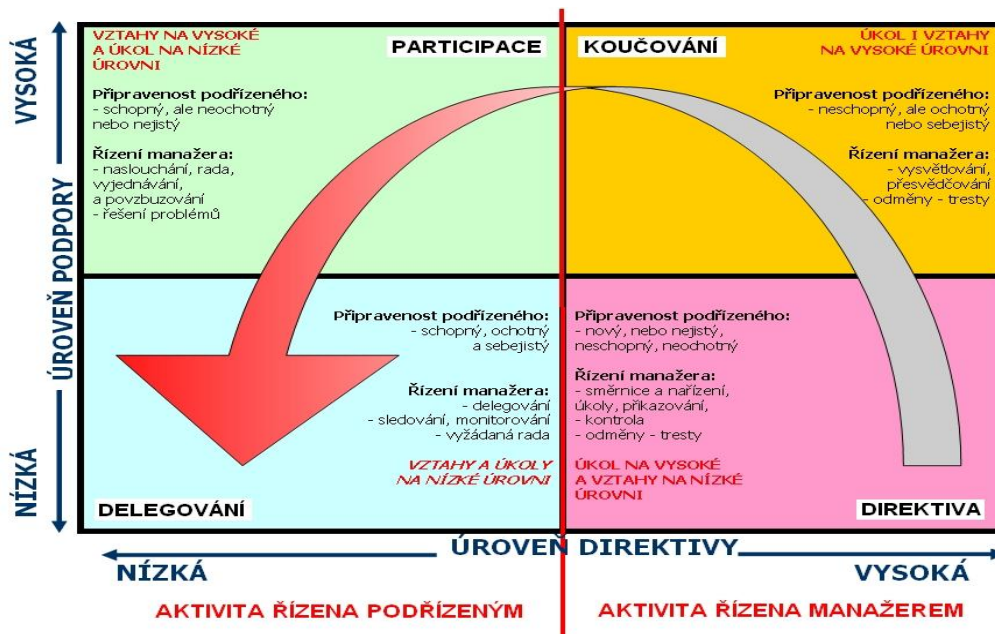 VYSOKÁ
ÚROVEŇ PODPORY
NÍZKÁ
VZTAHY NA VYSOKÉ
A ÚKOL NA NÍZKÉ
ÚROVNI
PARTICIPACE
Připravenost podřízeného:
- schopný, ale neochotný
nebo nejistý
Řízení manažera:
- naslouchání, rada,
vyjednávání,
a povzbuzování
- řešení problémů
KOUČOVÁNÍ
ÚKOL I VZTAHY
NA VYSOKÉ ÚROVNI
Připravenost podřízeného:
- neschopný, ale ochotný
nebo sebejistý
Řízení manažera:
- vysvětlování,
přesvědčování
- odměny - tresty
Připravenost podřízeného:
- schopný, ochotný
a sebejistý
Řízení manažera:
- delegování
- sledování, monitorování
- vyžádaná rada
VZTAHY A ÚKOLY
NA NÍZKÉ ÚROVNI
DELEGOVÁNÍ
Připravenost podřízeného:
- nový, nebo nejistý,
neschopný, neochotný
Řízení manažera:
- směrnice a nařízení,
úkoly, přikazování,
- kontrola
- odměny - tresty
ÚKOL NA VYSOKÉ
A VZTAHY NA NÍZKÉ
ÚROVNI
DIREKTIVA
ÚROVEŇ DIREKTIVY
NÍZKÁ
VYSOKÁ
AKTIVITA ŘÍZENA PODŘÍZENÝM
AKTIVITA ŘÍZENA MANAŽEREM